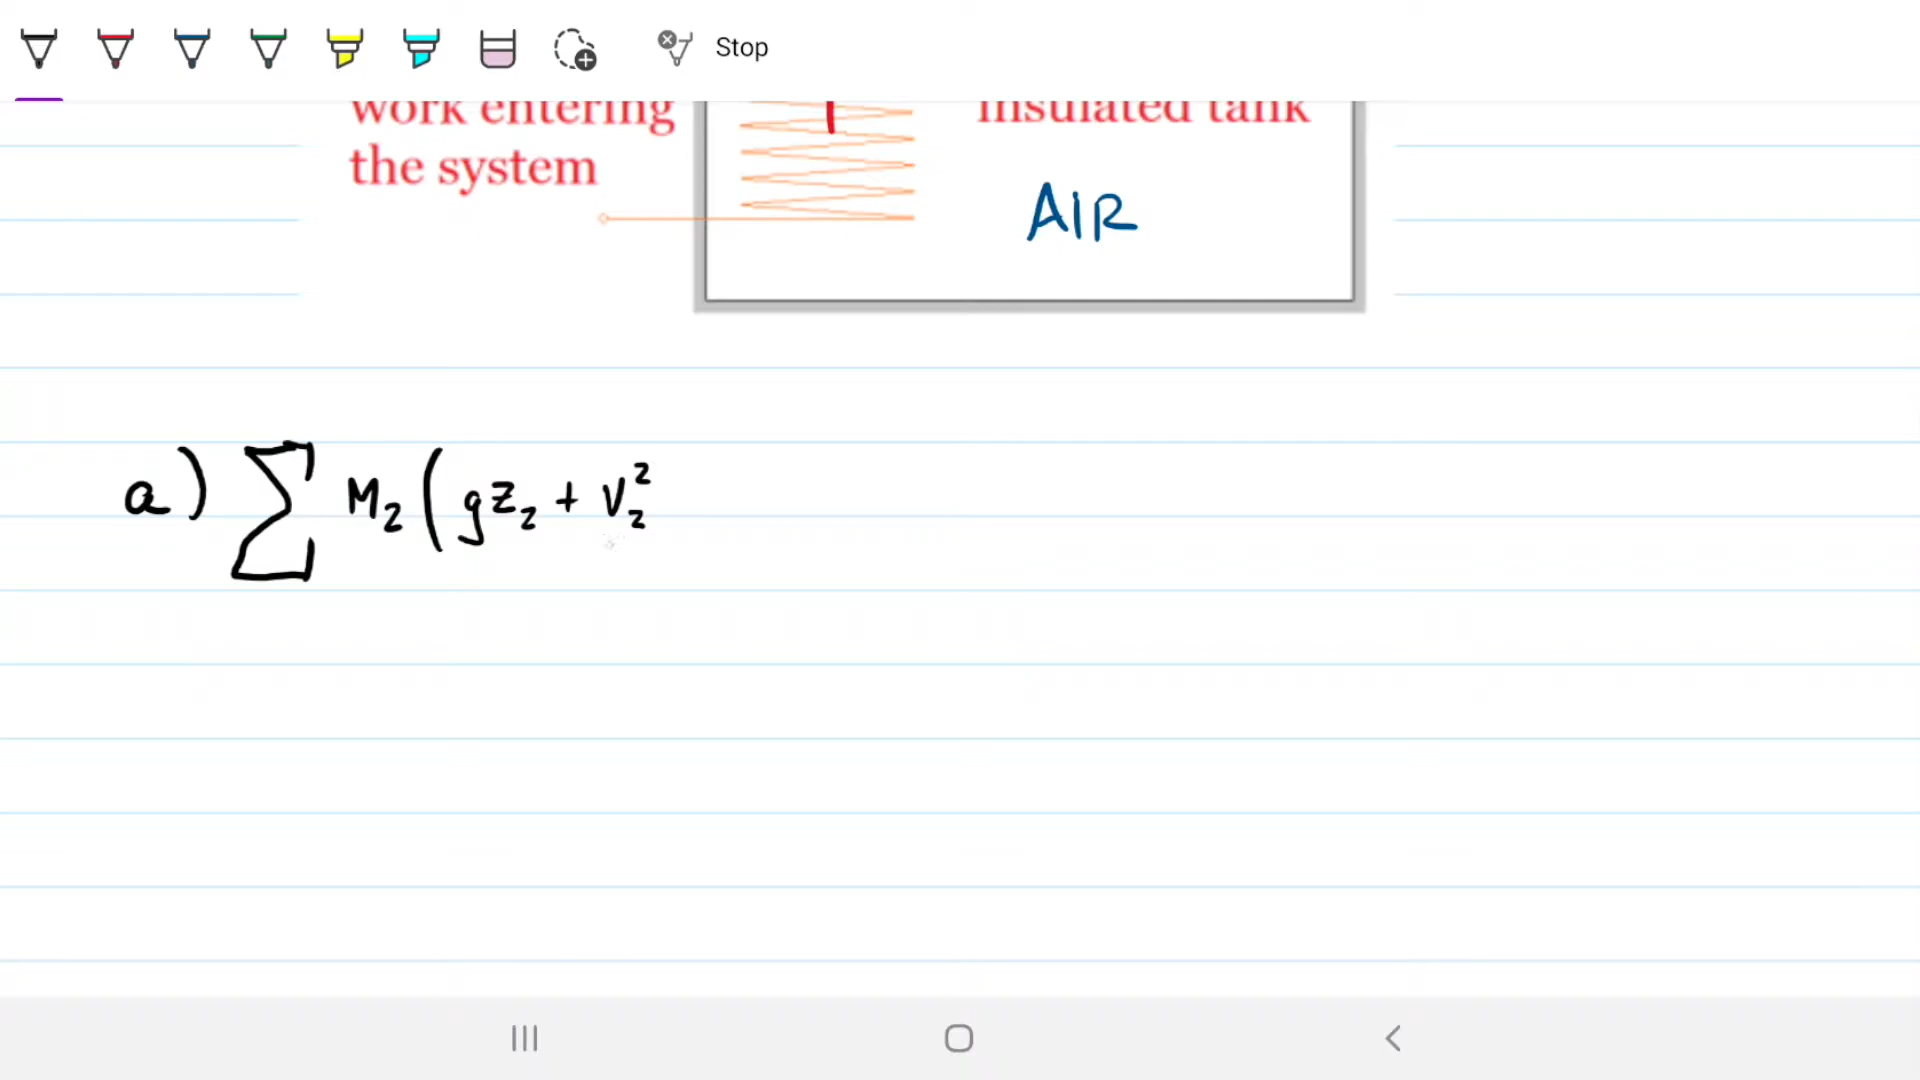 Stop
work entering
the system
insulated tank
AIR
a) ∑ M₂ (gz₂ + V₂²